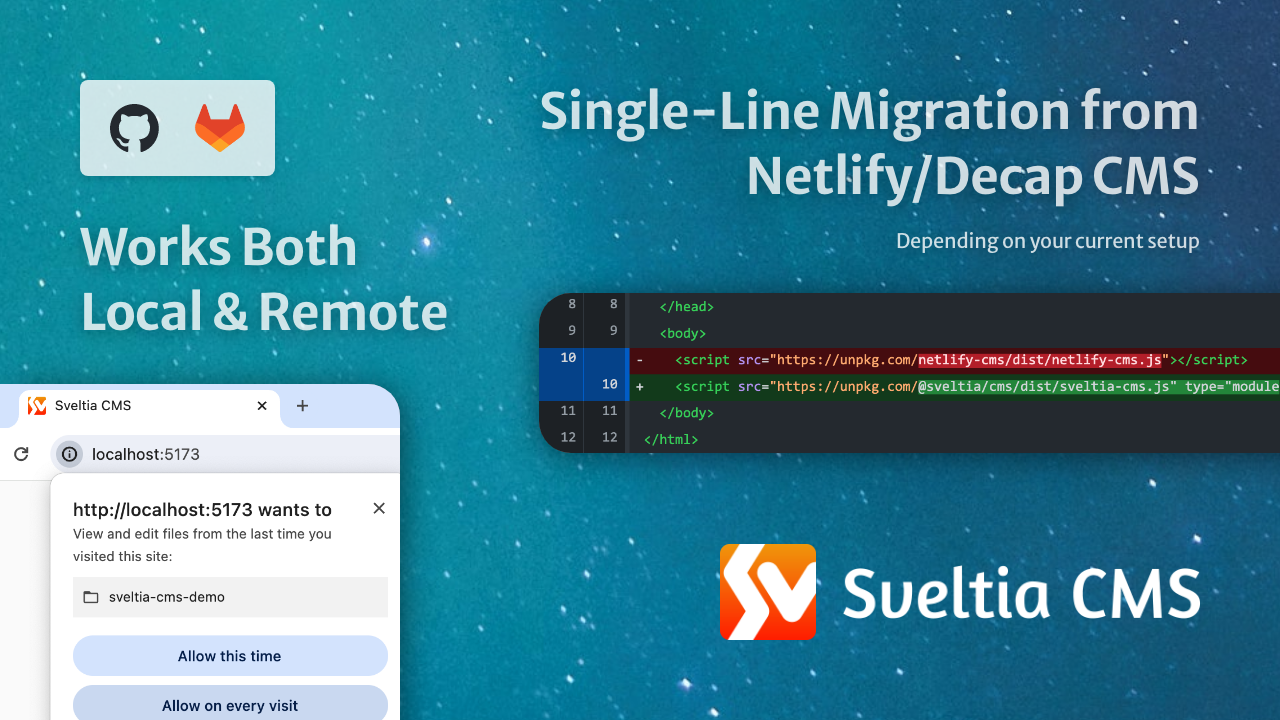 Works Both
Local & Remote
Single-Line Migration from
Netlify/Decap CMS
Depending on your current setup
8 8 </head>
9 9 <body>
10 - <script src="https://unpkg.com/netlify-cms/dist/netlify-cms.js"></script>
10 + <script src="https://unpkg.com/@sveltia/cms/dist/sveltia-cms.js" type="module
11 11 </body>
12 12 </html>
Sveltia CMS
localhost:5173
http://localhost:5173 wants to
View and edit files from the last time you
visited this site:
sveltia-cms-demo
Allow this time
Allow on every visit
Sveltia CMS